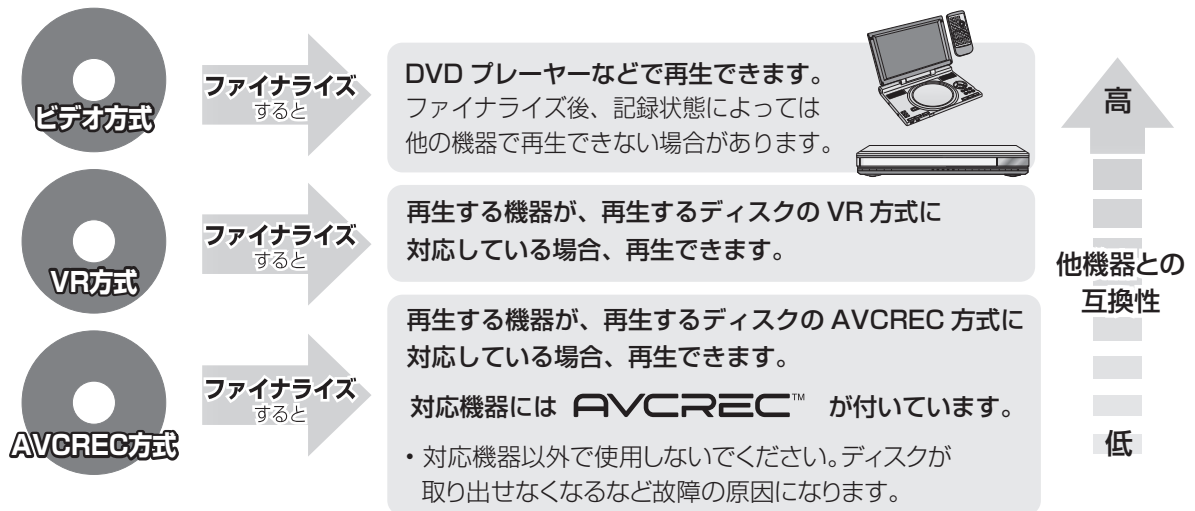 ビデオ方式
ファイナライズ
すると
DVD プレーヤーなどで再生できます。
ファイナライズ後、記録状態によっては
他の機器で再生できない場合があります。
VR方式
ファイナライズ
すると
再生する機器が、再生するディスクの VR 方式に
対応している場合、再生できます。
AVCREC方式
ファイナライズ
すると
再生する機器が、再生するディスクの AVCREC 方式に
対応している場合、再生できます。
対応機器には AVCREC™ が付いています。
・対応機器以外で使用しないでください。ディスクが
取り出せなくなるなど故障の原因になります。
高
他機器との
互換性
低